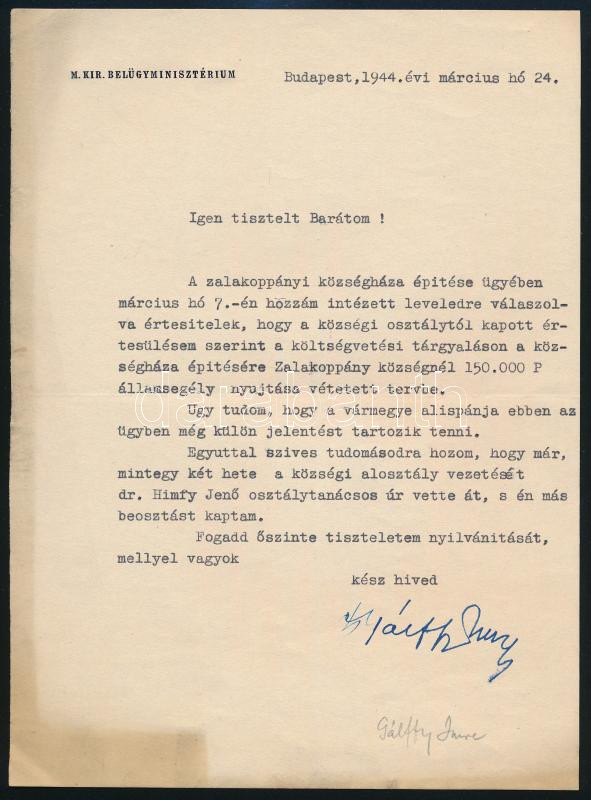 M. KIR. BELÜGYMINISZTÉRIUM
Budapest,1944.évi március hó 24.
Igen tisztelt Barátom !
A zalakoppányi községháza épitése ügyében
március hó 7.-én hozzám intézett leveledre válaszol-
va értesitelek, hogy a községi osztálytól kapott ér-
tesülésem szerint a költségvetési tárgyaláson a köz-
ségháza épitésére Zalakoppány községnél 150.000 P
államsegély nyujtása vétetett tervbe.
Ugy tudom, hogy a vármegye alispánja ebben az
ügyben még külön jelentést tartozik tenni.
Egyuttal szives tudomásodra hozom, hogy már,
mintegy két hete a községi alosztály vezetését
dr. Himfy Jenő osztálytanácsos úr vette át, s én más
beosztást kaptam.
Fogadd őszinte tiszteletem nyilvánitását,
mellyel vagyok
kész hived
Gálffy Imre
Gálffy Imre
darabanth